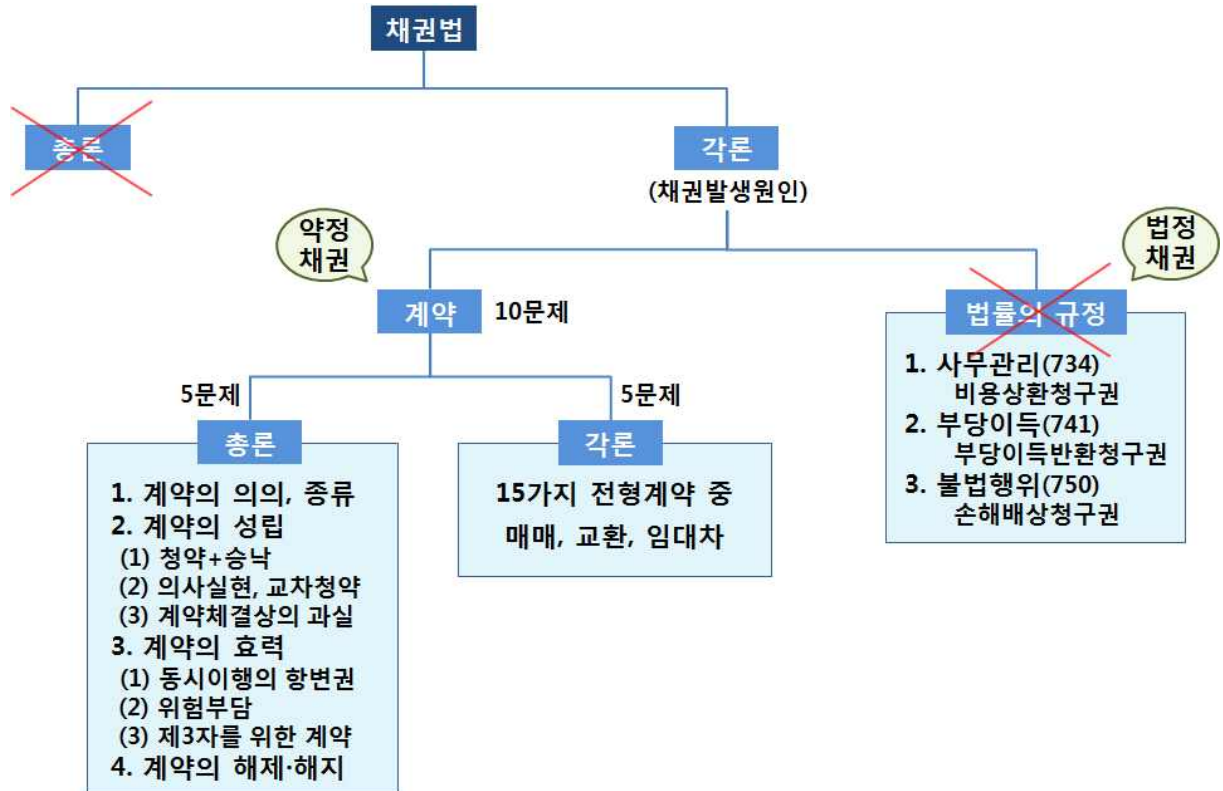 채권법
총론
각론
(채권발생원인)
약정
채권
법정
채권
계약
10문제
법률의 규정
1. 사무관리(734)
비용상환청구권
2. 부당이득(741)
부당이득반환청구권
3. 불법행위(750)
손해배상청구권
5문제
총론
1. 계약의 의의, 종류
2. 계약의 성립
(1) 청약+승낙
(2) 의사실현, 교차청약
(3) 계약체결상의 과실
3. 계약의 효력
(1) 동시이행의 항변권
(2) 위험부담
(3) 제3자를 위한 계약
4. 계약의 해제·해지
5문제
각론
15가지 전형계약 중
매매, 교환, 임대차